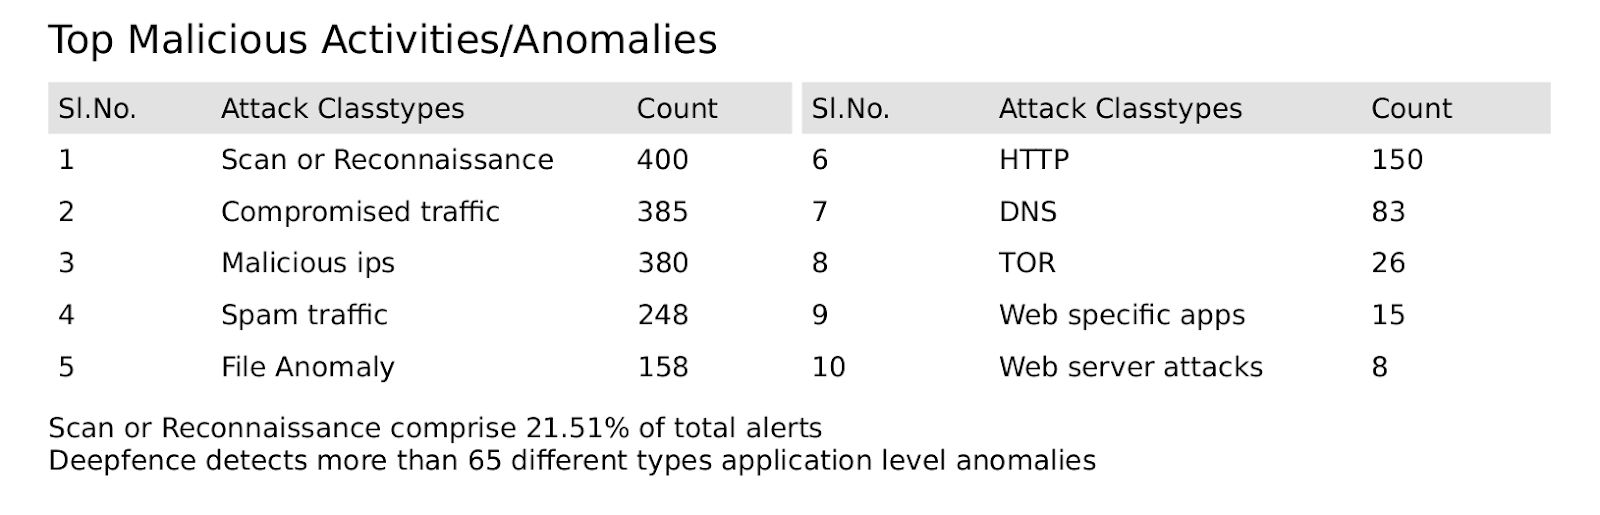 Top Malicious Activities/Anomalies
Sl.No. Attack Classtypes Count Sl.No. Attack Classtypes Count
1 Scan or Reconnaissance 400 6 HTTP 150
2 Compromised traffic 385 7 DNS 83
3 Malicious ips 380 8 TOR 26
4 Spam traffic 248 9 Web specific apps 15
5 File Anomaly 158 10 Web server attacks 8
Scan or Reconnaissance comprise 21.51% of total alerts
Deepfence detects more than 65 different types application level anomalies